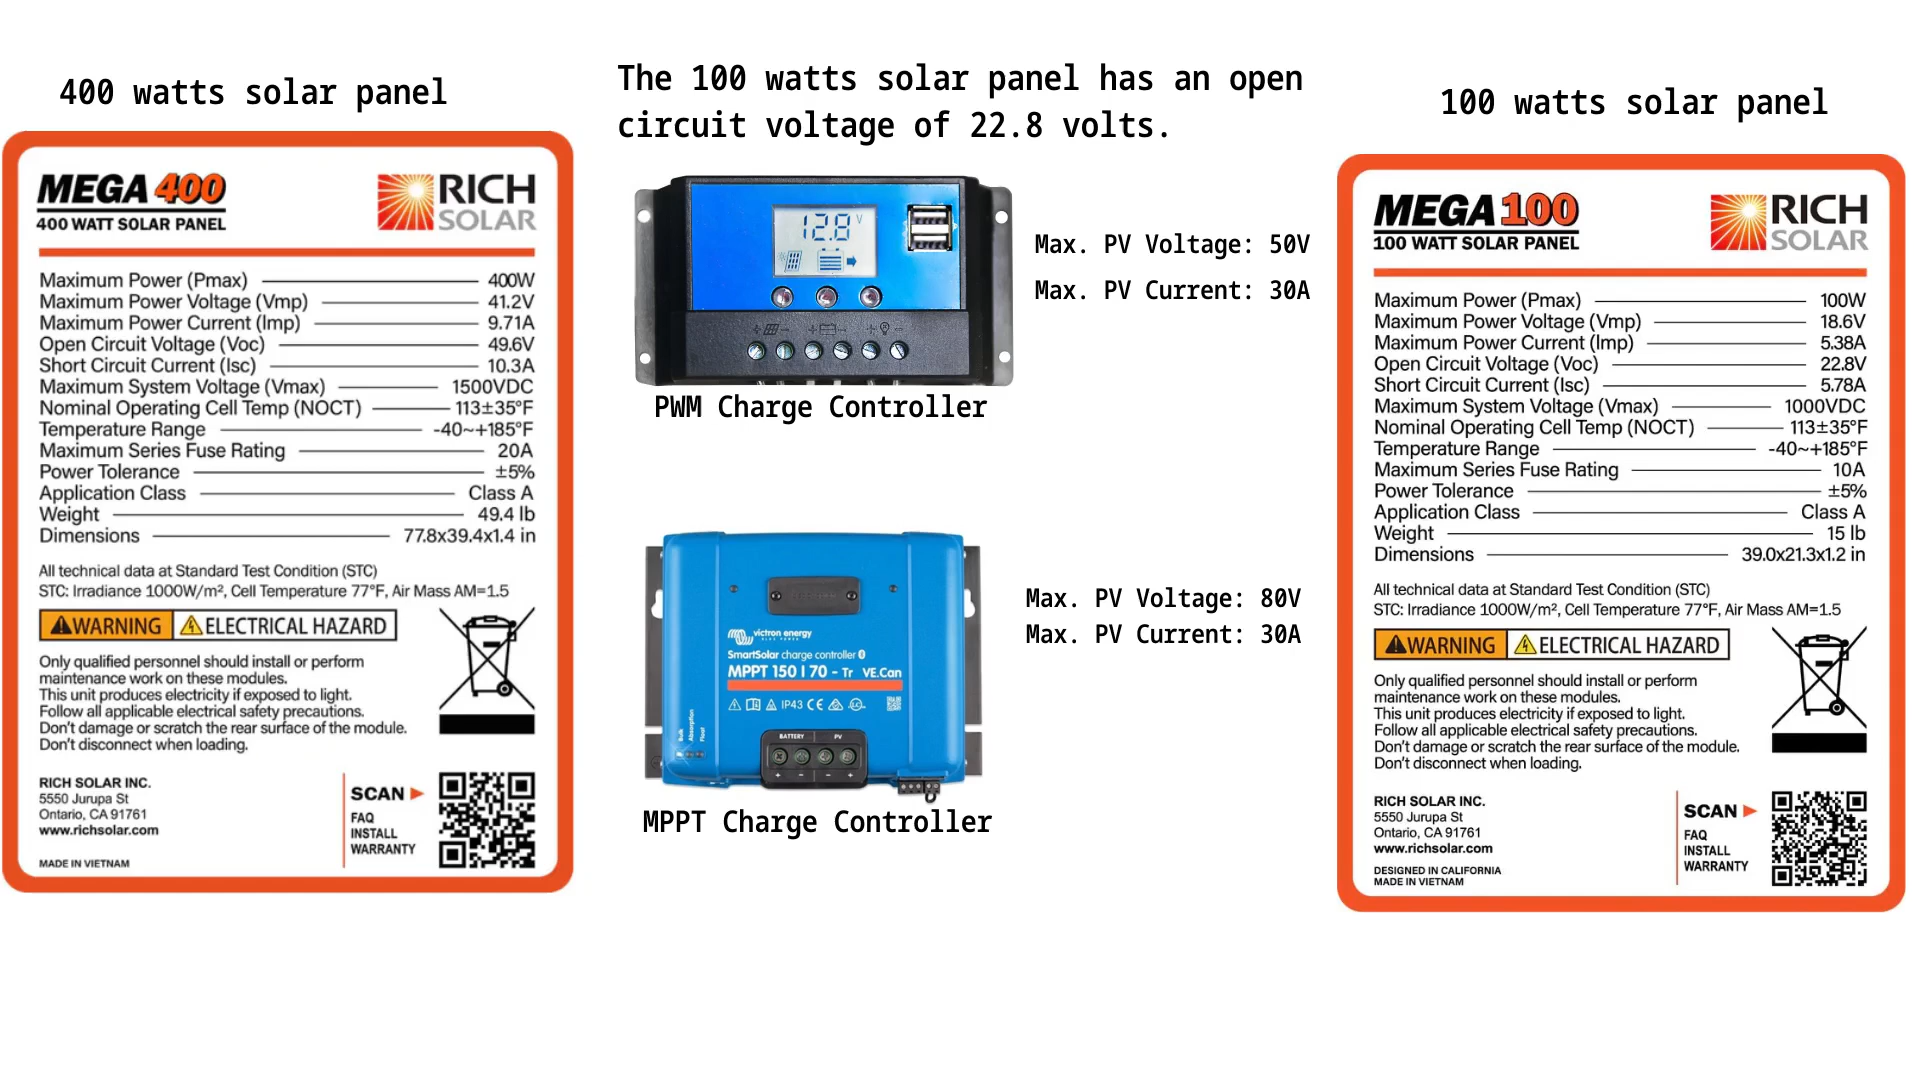 400 watts solar panel
MEGA 400
400 WATT SOLAR PANEL
RICH
SOLAR
Maximum Power (Pmax) 400W
Maximum Power Voltage (Vmp) 41.2V
Maximum Power Current (Imp) 9.71A
Open Circuit Voltage (Voc) 49.6V
Short Circuit Current (Isc) 10.3A
Maximum System Voltage (Vmax) 1500VDC
Nominal Operating Cell Temp (NOCT) 113±35°F
Temperature Range -40~+185°F
Maximum Series Fuse Rating 20A
Power Tolerance ±5%
Application Class Class A
Weight 49.4 lb
Dimensions 77.8x39.4x1.4 in
All technical data at Standard Test Condition (STC)
STC: Irradiance 1000W/m², Cell Temperature 77°F, Air Mass AM=1.5
WARNING ELECTRICAL HAZARD
Only qualified personnel should install or perform
maintenance work on these modules.
This unit produces electricity if exposed to light.
Follow all applicable electrical safety precautions.
Don't damage or scratch the rear surface of the module.
Don't disconnect when loading.
RICH SOLAR INC.
5550 Jurupa St
Ontario, CA 91761
www.richsolar.com
MADE IN VIETNAM
SCAN
FAQ
INSTALL
WARRANTY
The 100 watts solar panel has an open
circuit voltage of 22.8 volts.
12.8 V
Max. PV Voltage: 50V
Max. PV Current: 30A
PWM Charge Controller
victron energy
BLUE POWER
SmartSolar charge controller
MPPT 150 | 70 - Tr VE.Can
IP43 CE
Bulk
Absorption
Float
BATTERY PV
+ - - +
Max. PV Voltage: 80V
Max. PV Current: 30A
MPPT Charge Controller
100 watts solar panel
MEGA 100
100 WATT SOLAR PANEL
RICH
SOLAR
Maximum Power (Pmax) 100W
Maximum Power Voltage (Vmp) 18.6V
Maximum Power Current (Imp) 5.38A
Open Circuit Voltage (Voc) 22.8V
Short Circuit Current (Isc) 5.78A
Maximum System Voltage (Vmax) 1000VDC
Nominal Operating Cell Temp (NOCT) 113±35°F
Temperature Range -40~+185°F
Maximum Series Fuse Rating 10A
Power Tolerance ±5%
Application Class Class A
Weight 15 lb
Dimensions 39.0x21.3x1.2 in
All technical data at Standard Test Condition (STC)
STC: Irradiance 1000W/m², Cell Temperature 77°F, Air Mass AM=1.5
WARNING ELECTRICAL HAZARD
Only qualified personnel should install or perform
maintenance work on these modules.
This unit produces electricity if exposed to light.
Follow all applicable electrical safety precautions.
Don't damage or scratch the rear surface of the module.
Don't disconnect when loading.
RICH SOLAR INC.
5550 Jurupa St
Ontario, CA 91761
www.richsolar.com
DESIGNED IN CALIFORNIA
MADE IN VIETNAM
SCAN
FAQ
INSTALL
WARRANTY